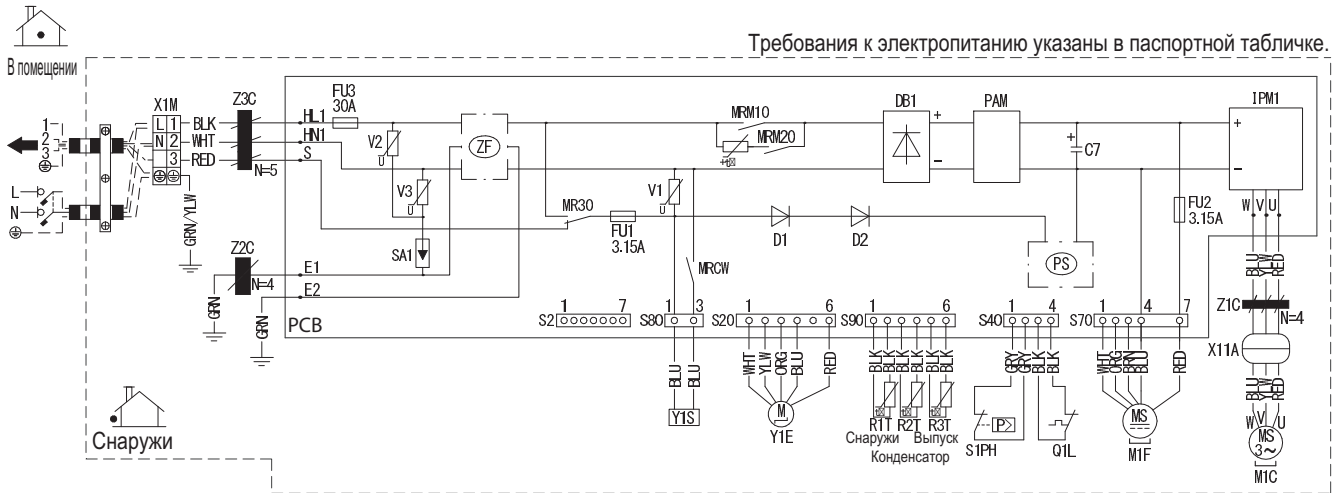 Требования к электропитанию указаны в паспортной табличке.
В помещении
X1M
Z3C
HL1
FU3
30A
MRM10
DB1
PAM
IPM1
1
2
3
L 1
N 2
3
BLK
WHT
RED
HN1
S
N=5
V2
U
ZF
MRM20
+
-
C7
+
-
V3
U
V1
U
MR30
FU1
3.15A
D1
D2
FU2
3.15A
W V U
L
N
GRN/YLW
Z2C
N=4
E1
E2
SA1
MRCW
PS
BLU
YLW
RED
GRN
GRN
PCB
S2
1 7
S80
1 3
S20
1 6
S90
1 6
S40
1 4
S70
1 4 7
Z1C
N=4
X11A
BLU
BLU
WHT
YLW
ORG
BLU
RED
BLK
BLK
BLK
BLK
BLK
BLK
GRY
GRY
BLK
BLK
WHT
ORG
BRN
BLU
RED
BLU
YLW
RED
Y1S
M
Y1E
R1T
R2T
R3T
Снаружи
Выпуск
Конденсатор
P>
S1PH
Q1L
MS
M1F
W V U
MS
3~
M1C
Снаружи